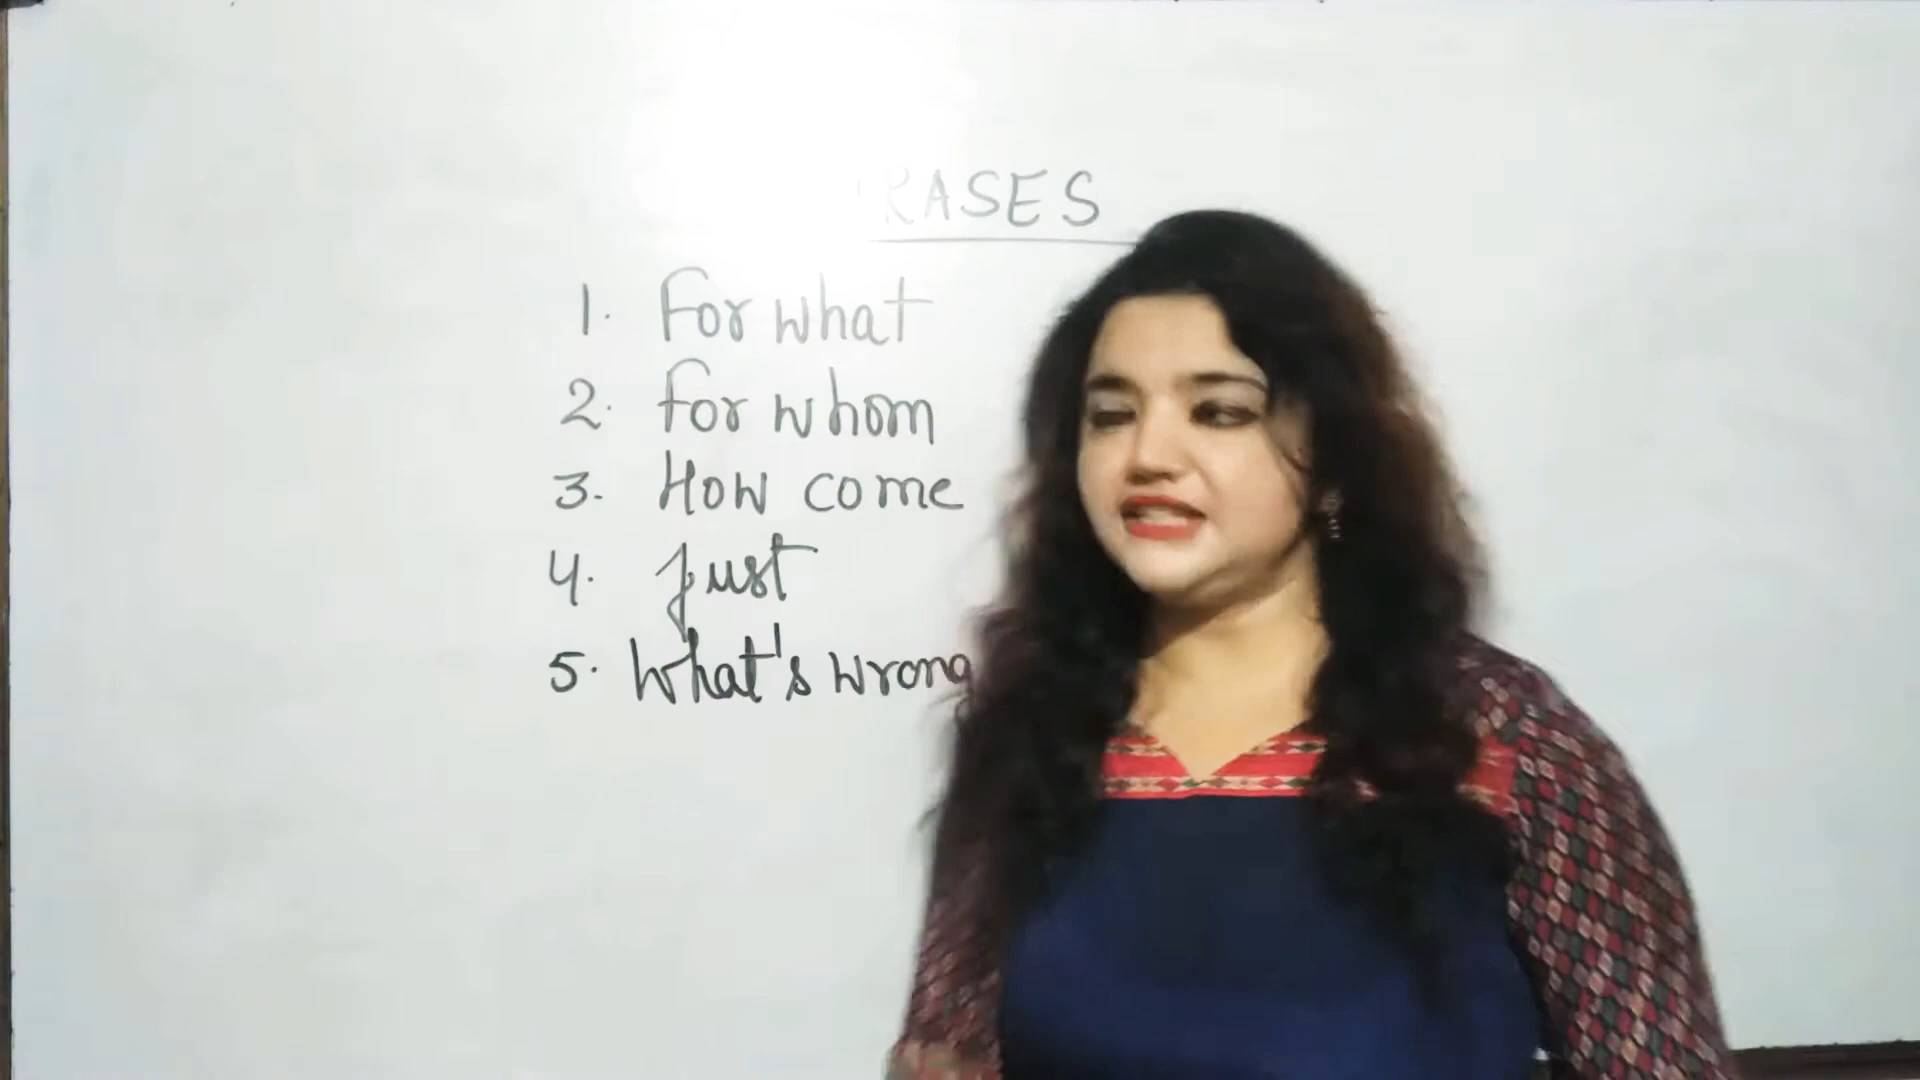 RASES
1. For what
2. For whom
3. How come
4. Just
5. What's wrong